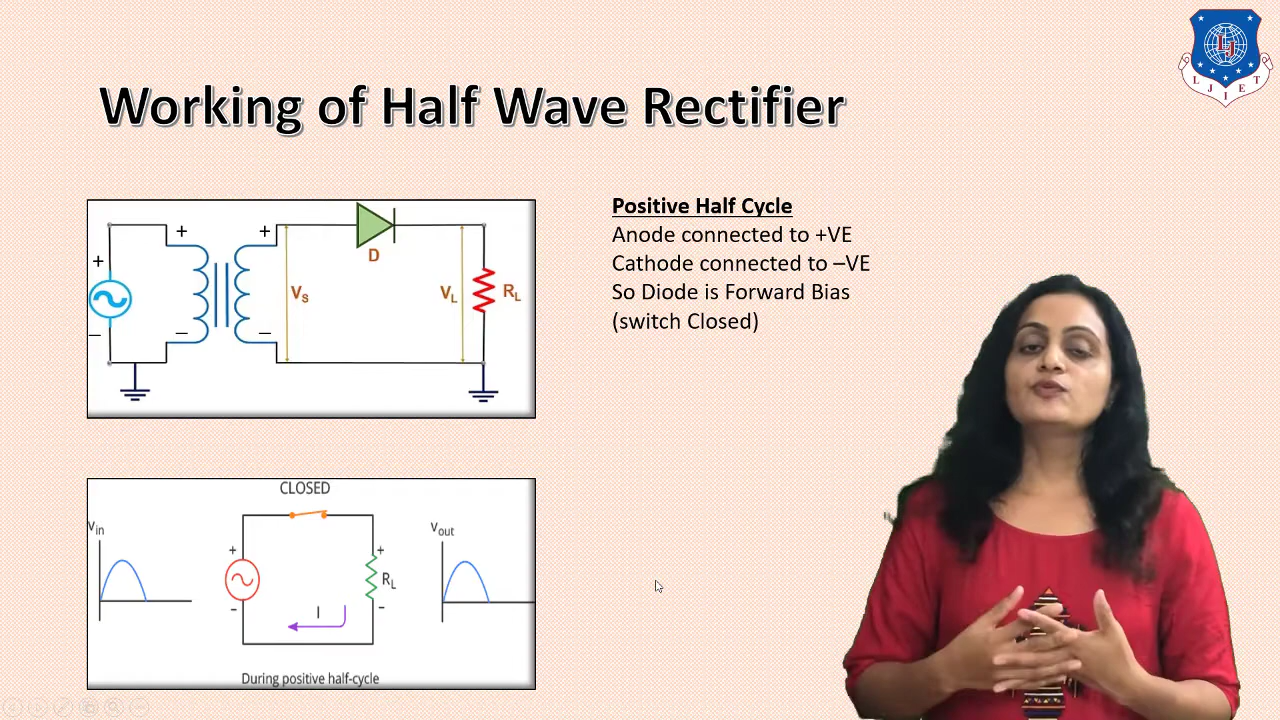 Working of Half Wave Rectifier
L J
L J I E T
+ + +
D
VS
VL
RL
– – –
Positive Half Cycle
Anode connected to +VE
Cathode connected to –VE
So Diode is Forward Bias
(switch Closed)
CLOSED
Vin
Vout
+ +
RL
– –
I
During positive half-cycle